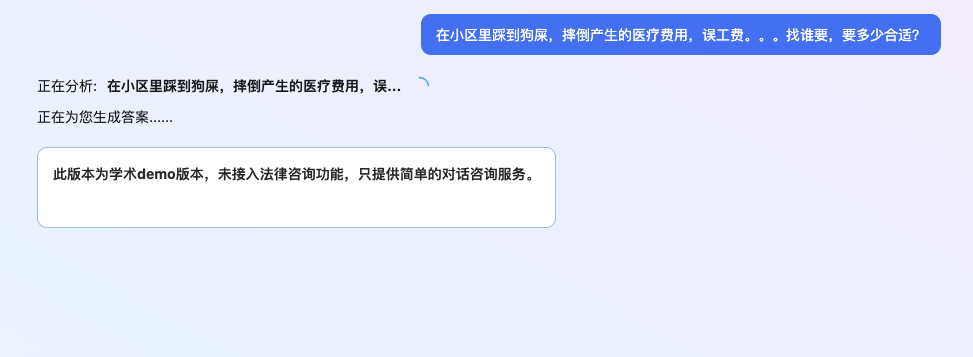 在小区里踩到狗屎，摔倒产生的医疗费用，误工费。。。找谁要，要多少合适？
正在分析：在小区里踩到狗屎，摔倒产生的医疗费用，误...
正在为您生成答案......
此版本为学术demo版本，未接入法律咨询功能，只提供简单的对话咨询服务。